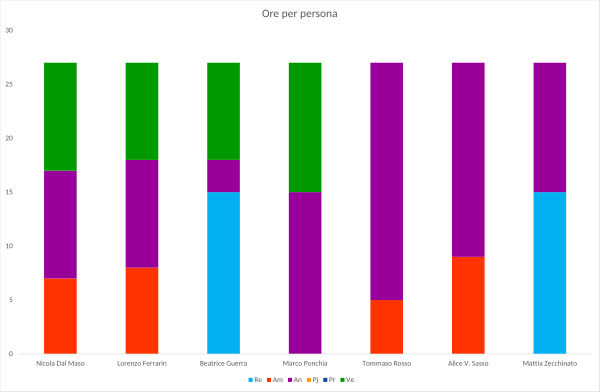 Ore per persona
30
25
20
15
10
5
0
Nicola Dal Maso Lorenzo Ferrarin Beatrice Guerra Marco Ponchia Tommaso Rosso Alice V. Sasso Mattia Zecchinato
Re Am An Pj Pr Ve